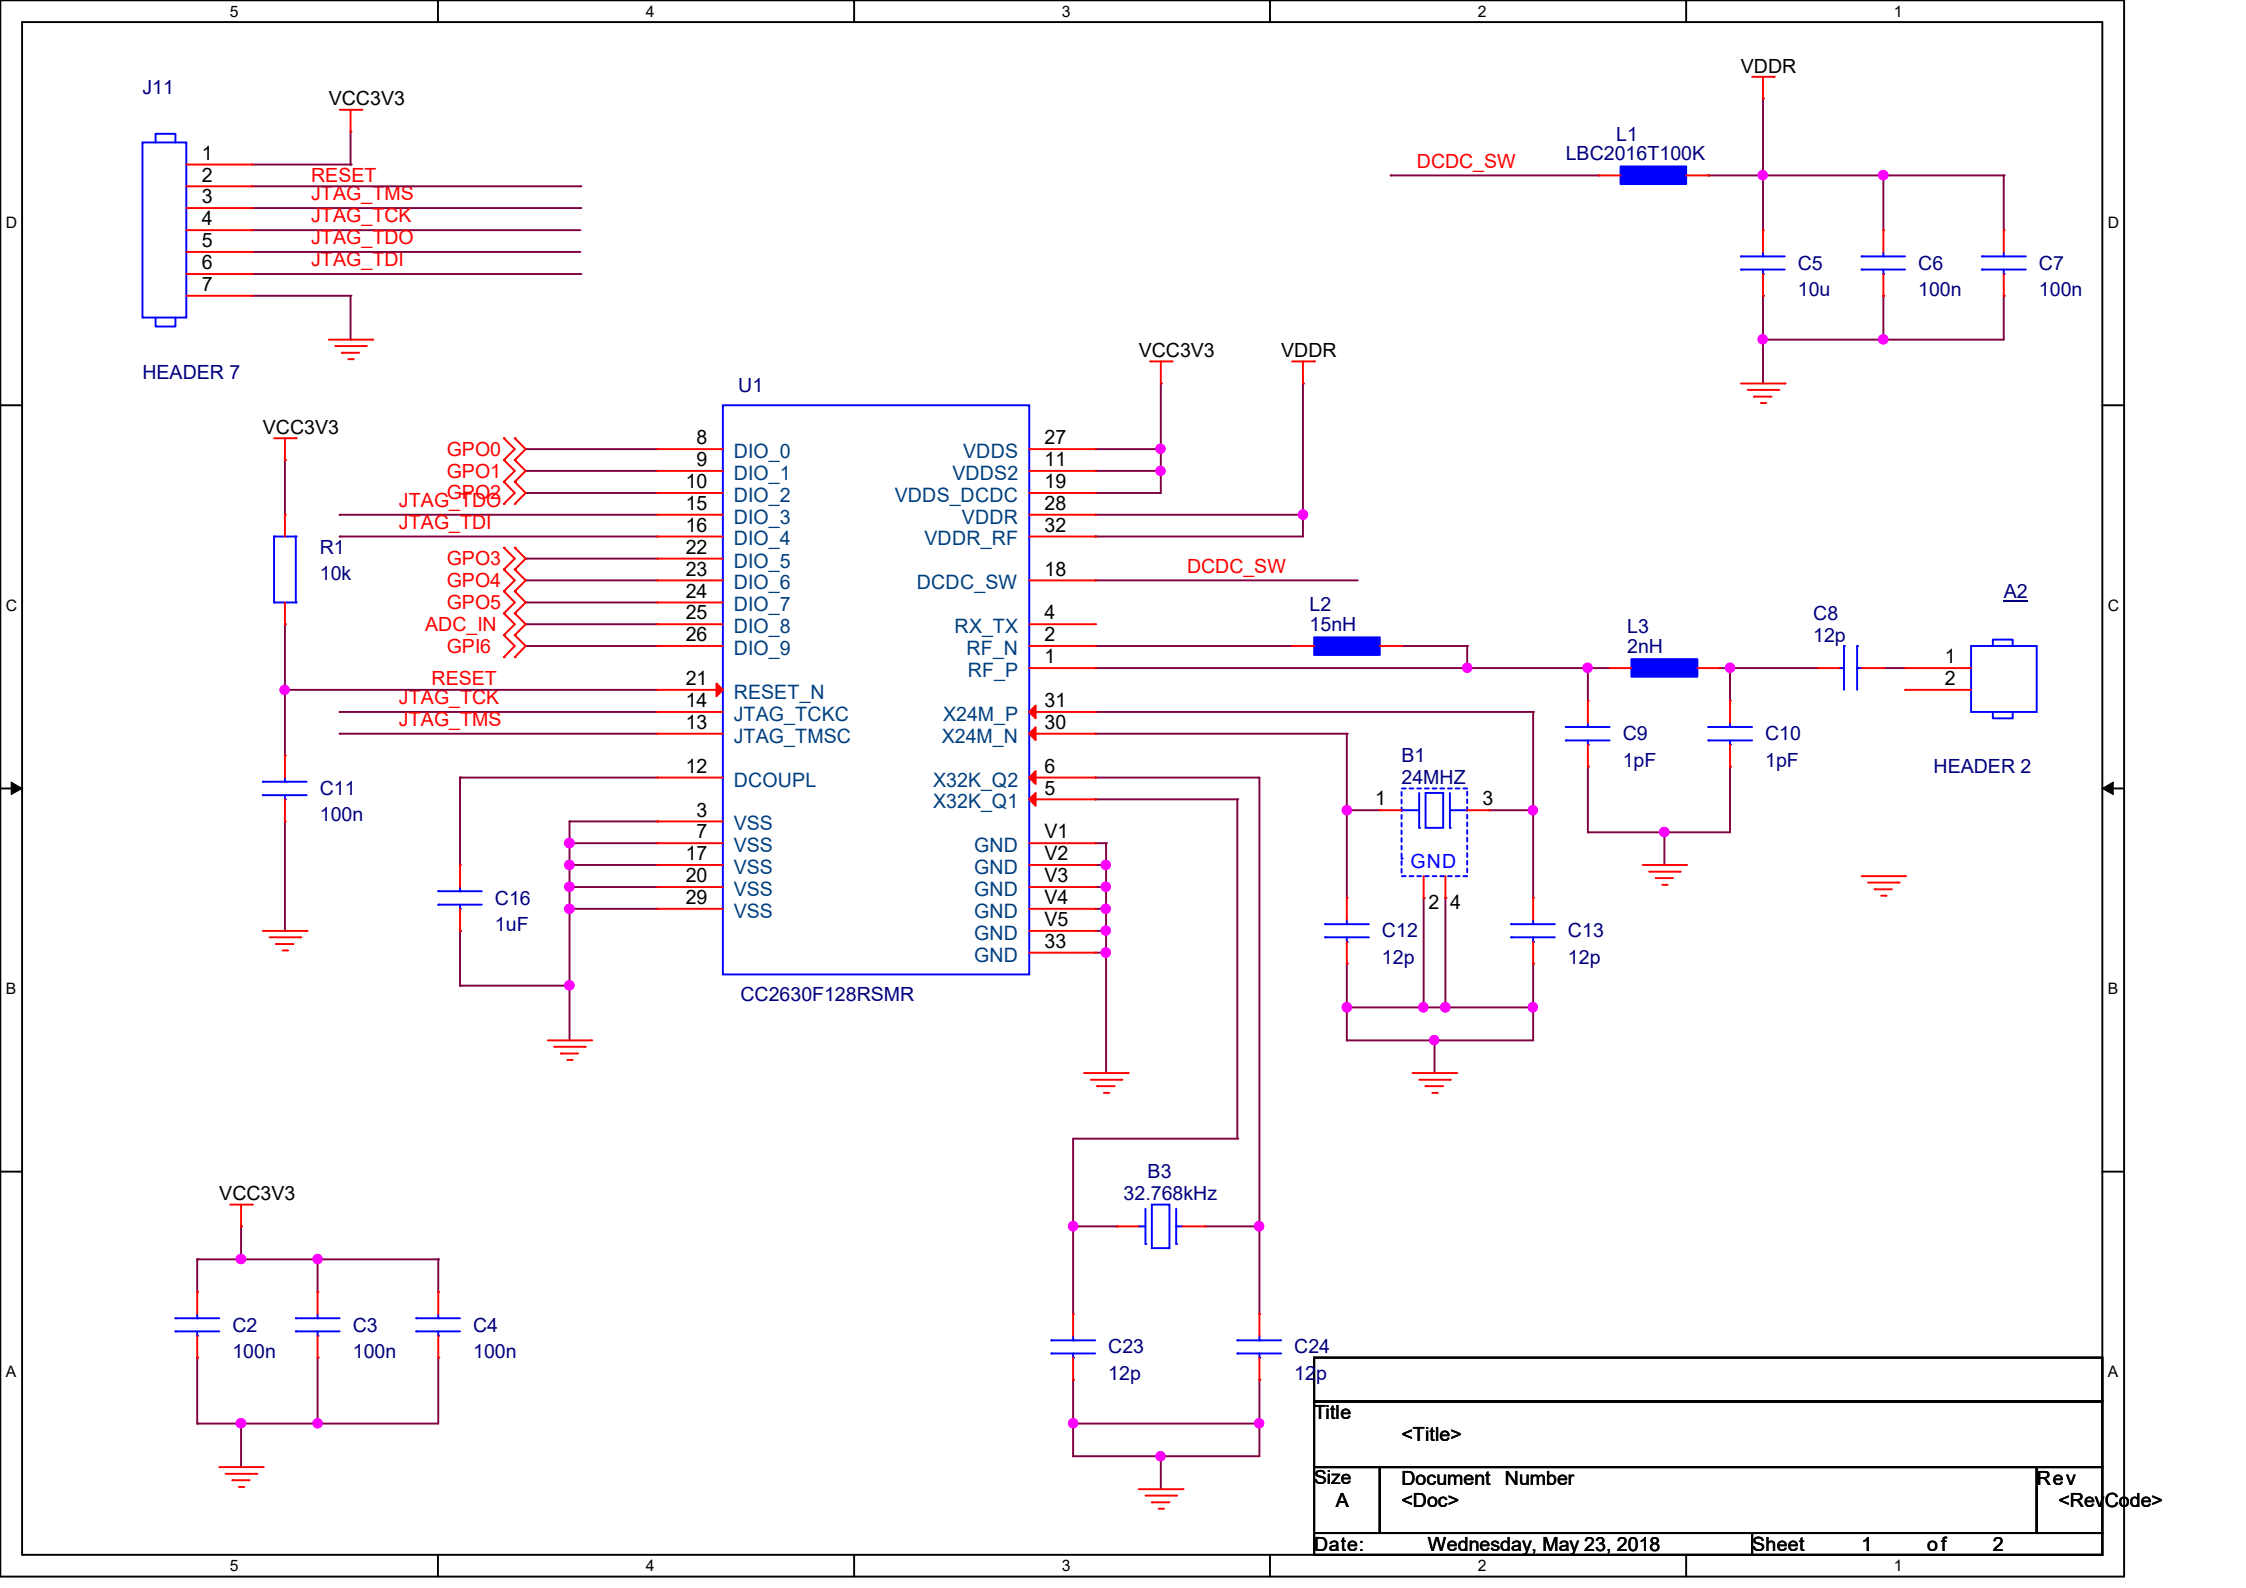 5 4 3 2 1
D
C
B
A
D
C
B
A
J11
VCC3V3
1
2 RESET
3 JTAG_TMS
4 JTAG_TCK
5 JTAG_TDO
6 JTAG_TDI
7
HEADER 7
VDDR
DCDC_SW
L1
LBC2016T100K
C5
10u
C6
100n
C7
100n
VCC3V3
R1
10k
C11
100n
U1
VCC3V3
VDDR
GPO0 8 DIO_0
GPO1 9 DIO_1
GPO2 10 DIO_2
JTAG_TDO 15 DIO_3
JTAG_TDI 16 DIO_4
GPO3 22 DIO_5
GPO4 23 DIO_6
GPO5 24 DIO_7
ADC_IN 25 DIO_8
GPI6 26 DIO_9
RESET 21 RESET_N
JTAG_TCK 14 JTAG_TCKC
JTAG_TMS 13 JTAG_TMSC
12 DCOUPL
3 VSS
7 VSS
17 VSS
20 VSS
29 VSS
VDDS 27
VDDS2 11
VDDS_DCDC 19
VDDR 28
VDDR_RF 32
DCDC_SW 18 DCDC_SW
RX_TX 4
RF_N 2
RF_P 1
X24M_P 31
X24M_N 30
X32K_Q2 6
X32K_Q1 5
GND V1
GND V2
GND V3
GND V4
GND V5
GND 33
CC2630F128RSMR
C16
1uF
L2
15nH
L3
2nH
C8
12p
A2
1
2
HEADER 2
C9
1pF
C10
1pF
B1
24MHZ
1 3
GND
2 4
C12
12p
C13
12p
B3
32.768kHz
C23
12p
C24
12p
VCC3V3
C2
100n
C3
100n
C4
100n
Title
<Title>
Size
A
Document Number
<Doc>
Rev
<RevCode>
Date: Wednesday, May 23, 2018 Sheet 1 of 2
5 4 3 2 1